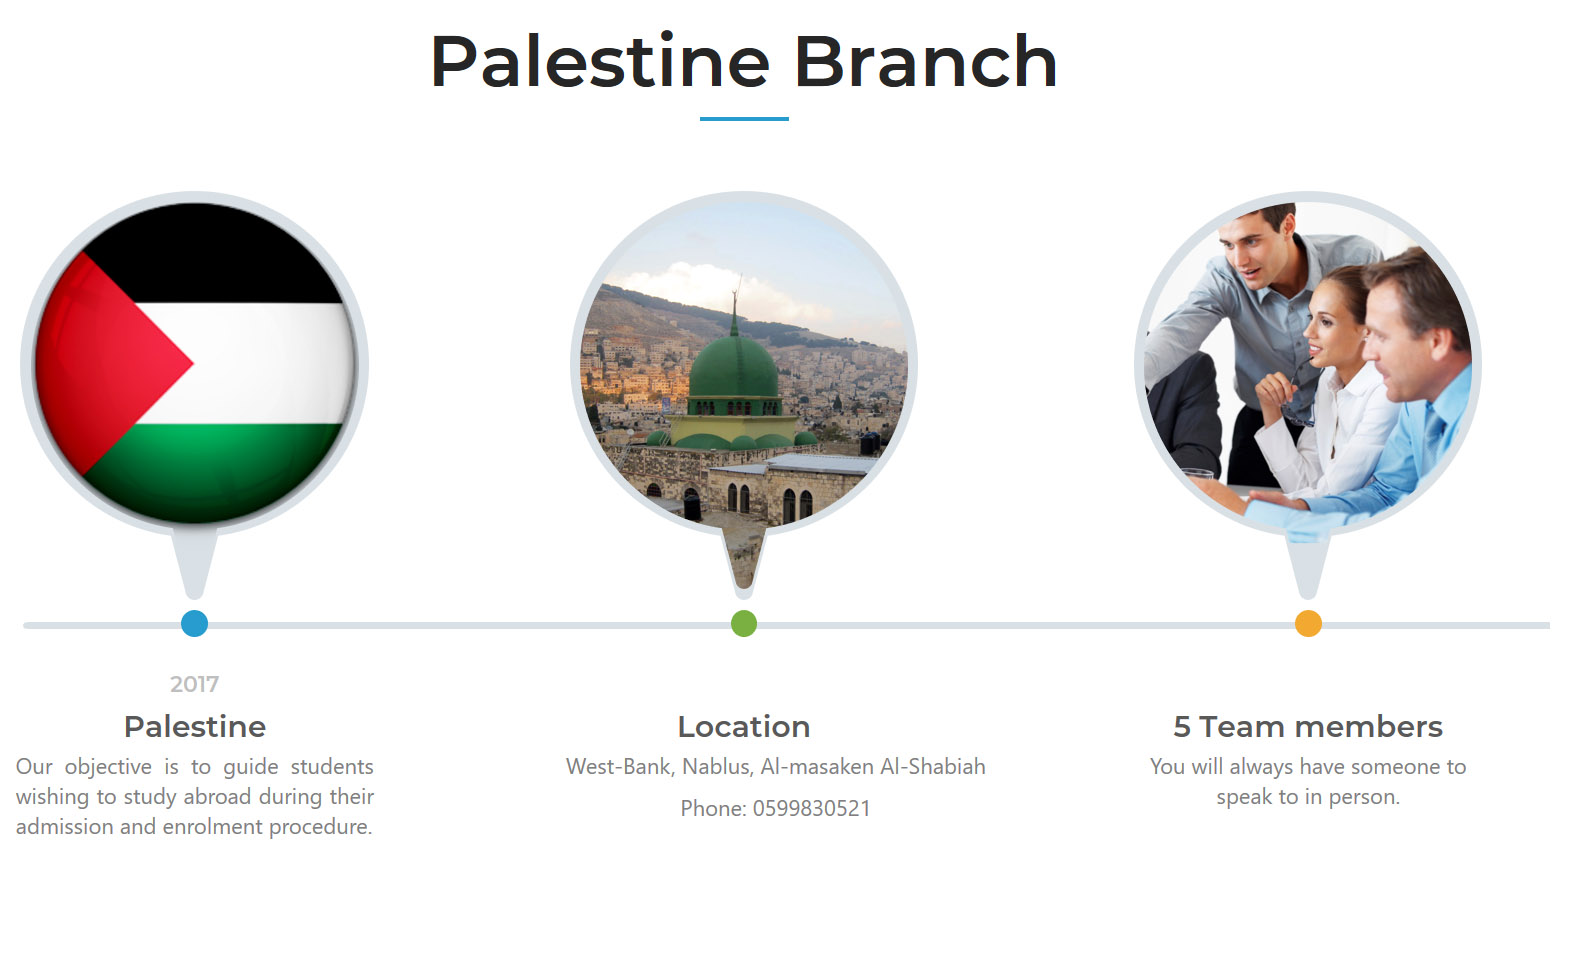 Palestine Branch
2017
Palestine
Our objective is to guide students
wishing to study abroad during their
admission and enrolment procedure.
Location
West-Bank, Nablus, Al-masaken Al-Shabiah
Phone: 0599830521
5 Team members
You will always have someone to
speak to in person.